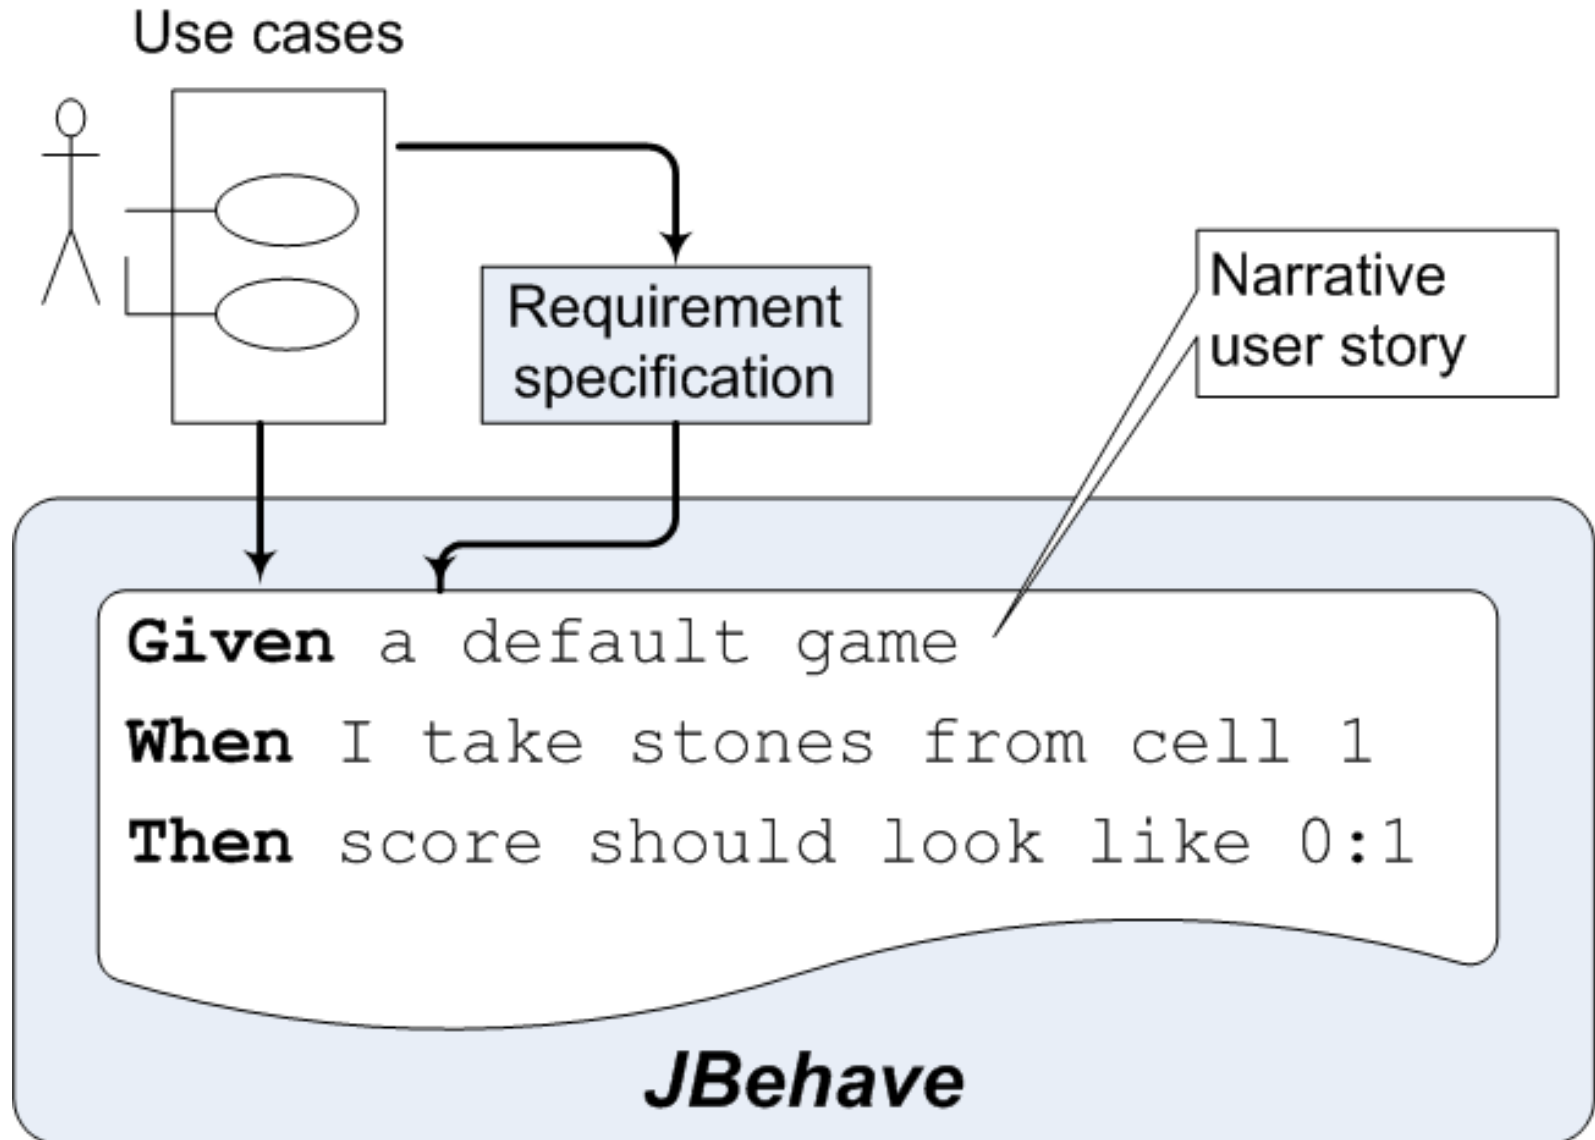 Use cases
Requirement
specification
Narrative
user story
Given a default game
When I take stones from cell 1
Then score should look like 0:1
JBehave